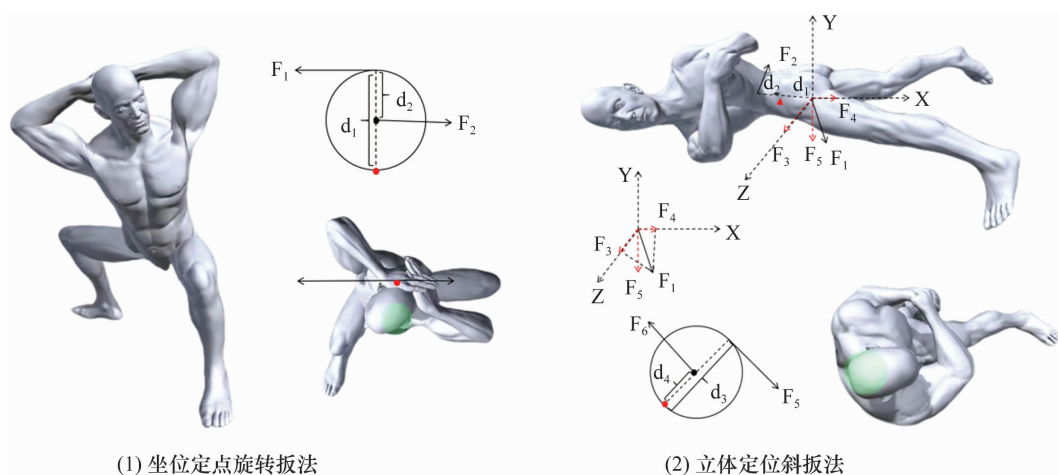 F₁
d₂
d₁
F₂
(1) 坐位定点旋转扳法
Y
F₂
d₂
d₁
X
F₄
F₃
F₅
F₁
Z
Y
F₄
X
F₃
Z
F₅
F₁
F₆
d₄
d₃
F₅
(2) 立体定位斜扳法